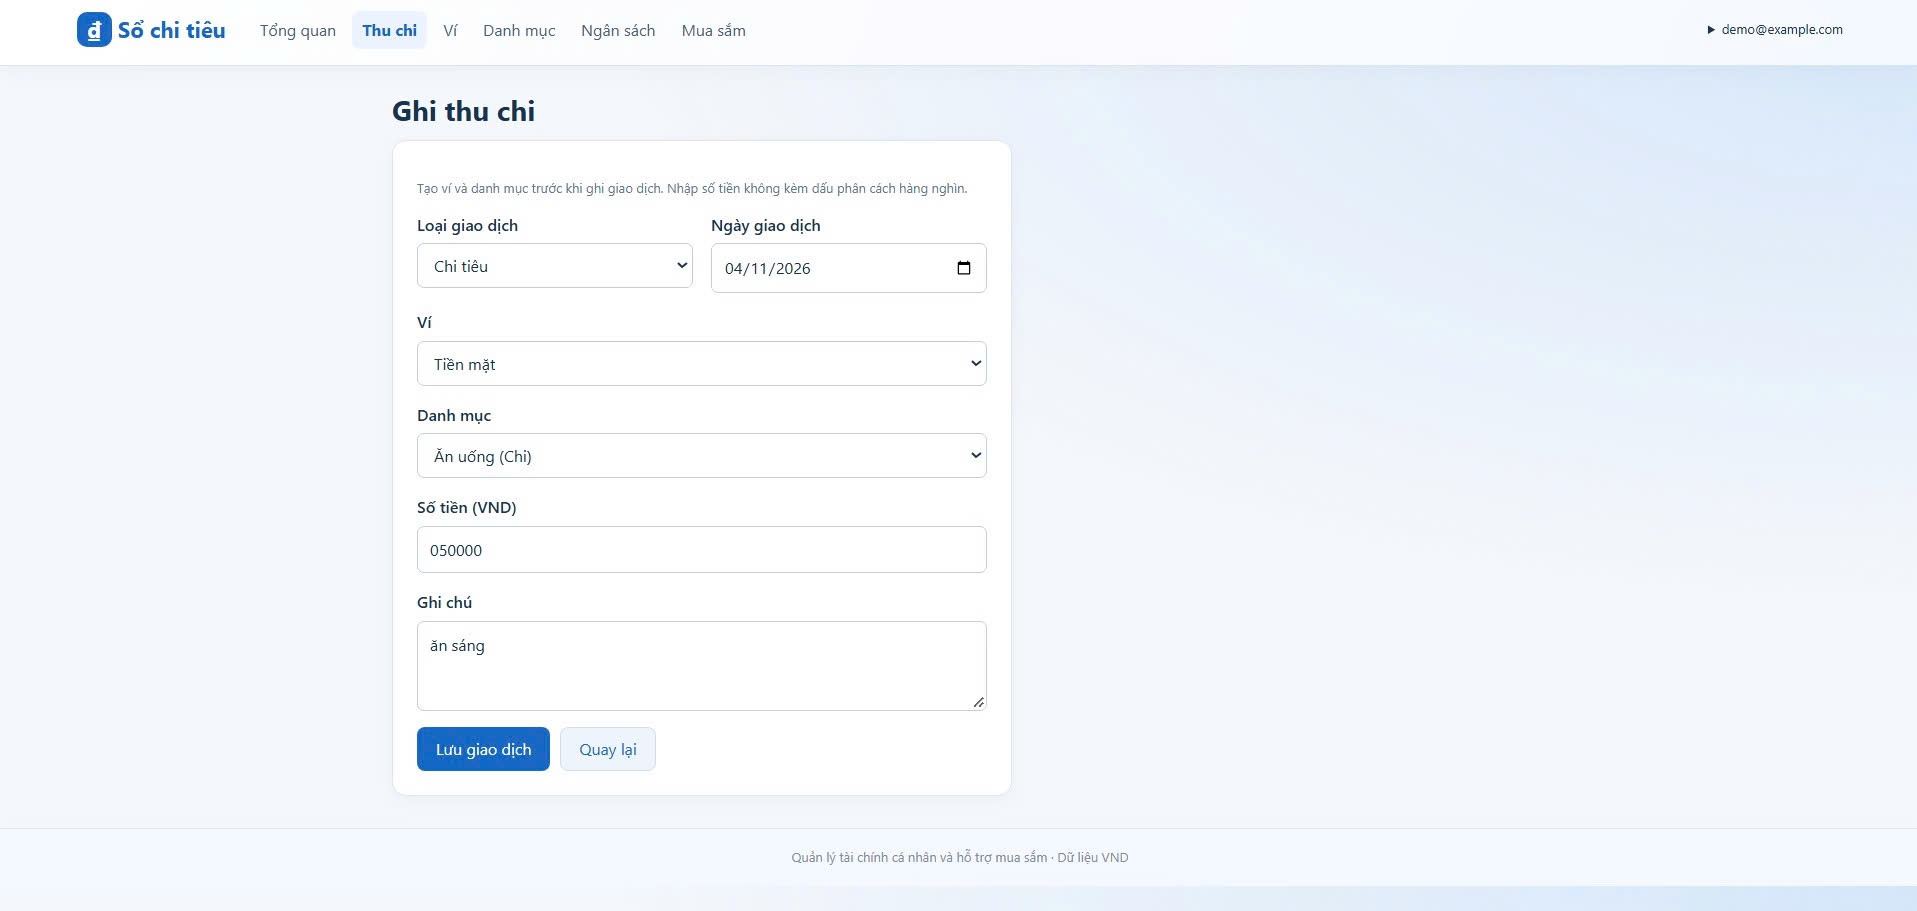 đ Sổ chi tiêu Tổng quan Thu chi Ví Danh mục Ngân sách Mua sắm demo@example.com
Ghi thu chi
Tạo ví và danh mục trước khi ghi giao dịch. Nhập số tiền không kèm dấu phân cách hàng nghìn.
Loại giao dịch Ngày giao dịch
Chi tiêu 04/11/2026
Ví
Tiền mặt
Danh mục
Ăn uống (Chi)
Số tiền (VND)
050000
Ghi chú
ăn sáng
Lưu giao dịch Quay lại
Quản lý tài chính cá nhân và hỗ trợ mua sắm · Dữ liệu VND